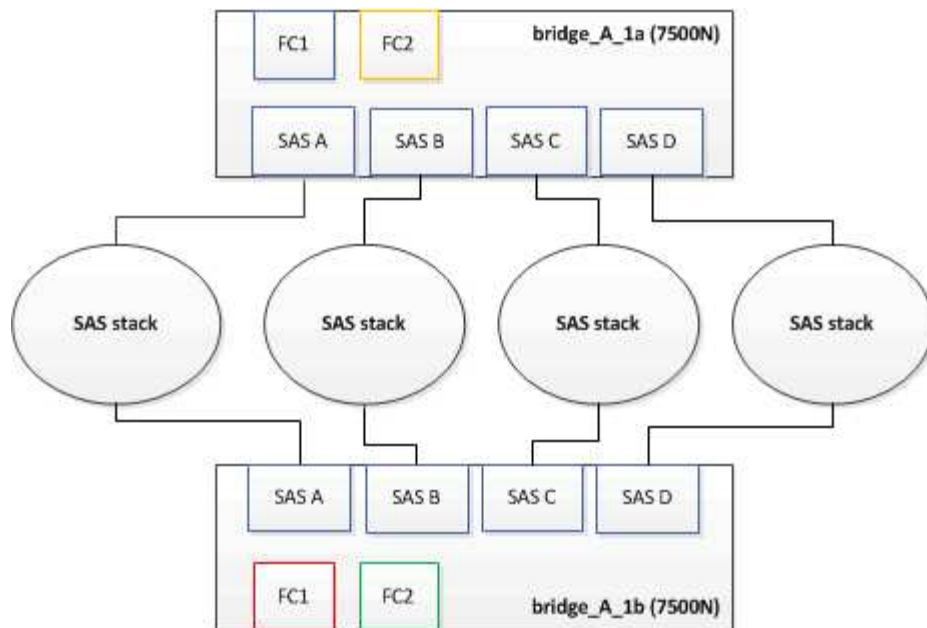 FC1 FC2 bridge_A_1a (7500N)
SAS A SAS B SAS C SAS D
SAS stack SAS stack SAS stack SAS stack
SAS A SAS B SAS C SAS D
FC1 FC2 bridge_A_1b (7500N)